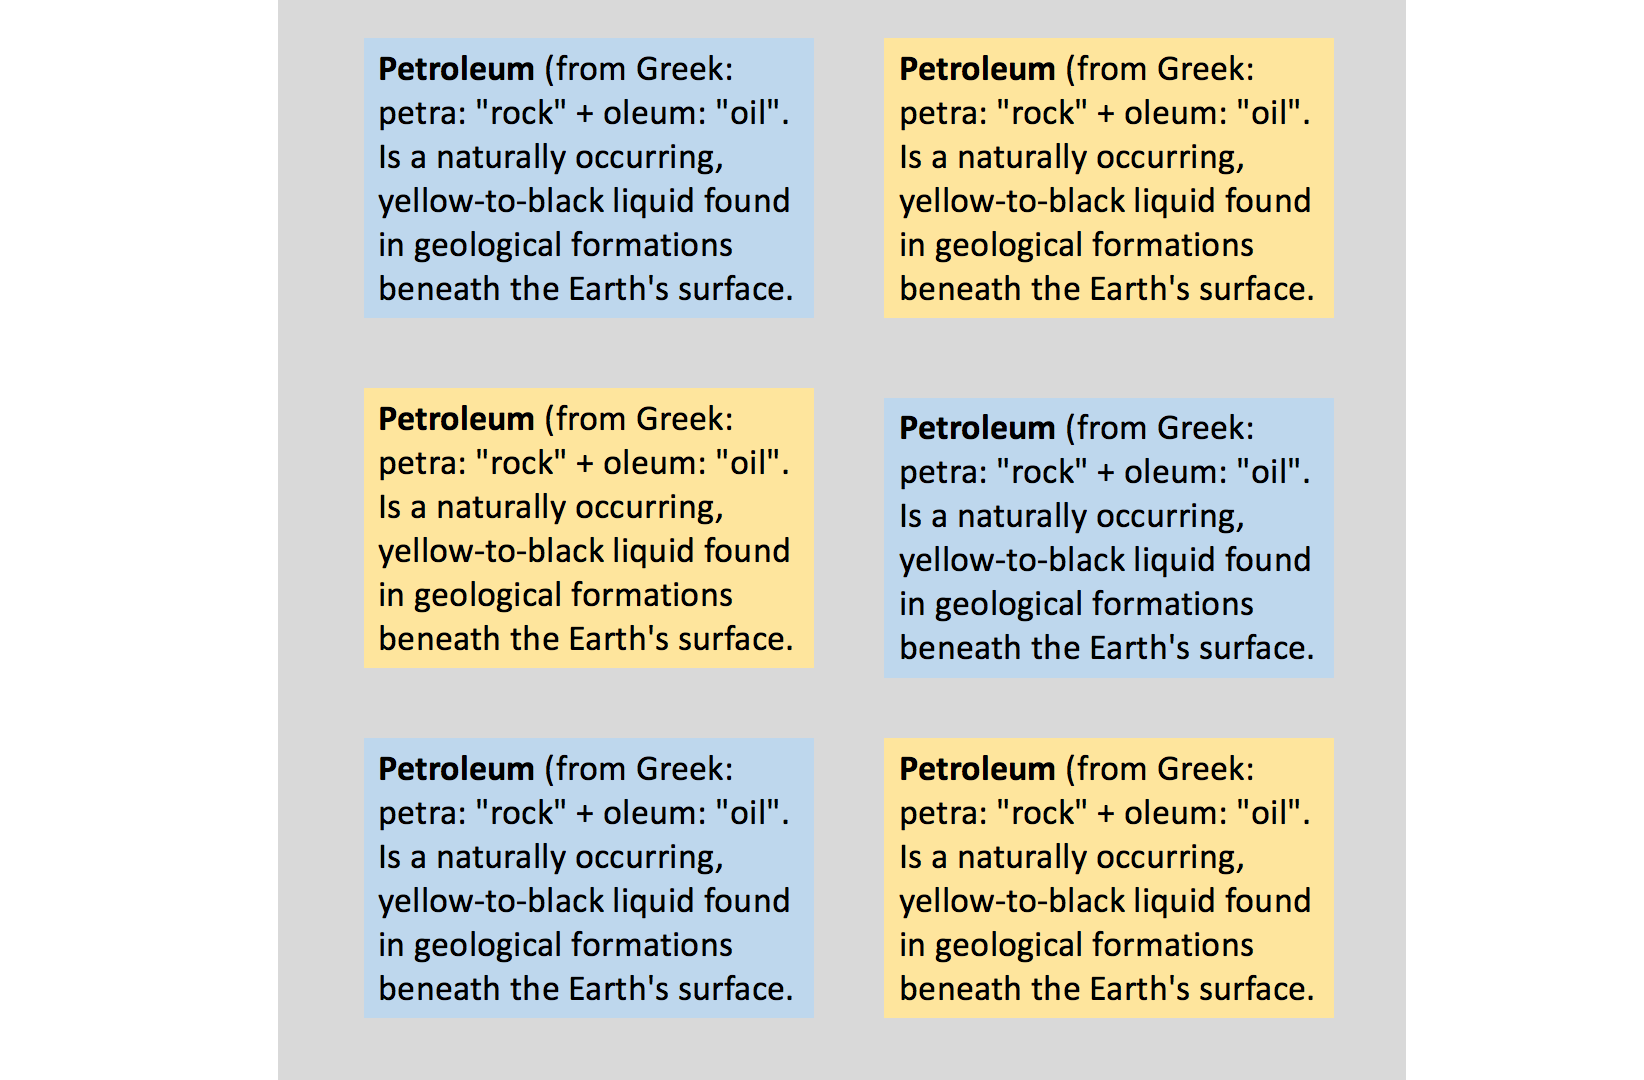 Petroleum (from Greek:
petra: "rock" + oleum: "oil".
Is a naturally occurring,
yellow-to-black liquid found
in geological formations
beneath the Earth's surface.
Petroleum (from Greek:
petra: "rock" + oleum: "oil".
Is a naturally occurring,
yellow-to-black liquid found
in geological formations
beneath the Earth's surface.
Petroleum (from Greek:
petra: "rock" + oleum: "oil".
Is a naturally occurring,
yellow-to-black liquid found
in geological formations
beneath the Earth's surface.
Petroleum (from Greek:
petra: "rock" + oleum: "oil".
Is a naturally occurring,
yellow-to-black liquid found
in geological formations
beneath the Earth's surface.
Petroleum (from Greek:
petra: "rock" + oleum: "oil".
Is a naturally occurring,
yellow-to-black liquid found
in geological formations
beneath the Earth's surface.
Petroleum (from Greek:
petra: "rock" + oleum: "oil".
Is a naturally occurring,
yellow-to-black liquid found
in geological formations
beneath the Earth's surface.